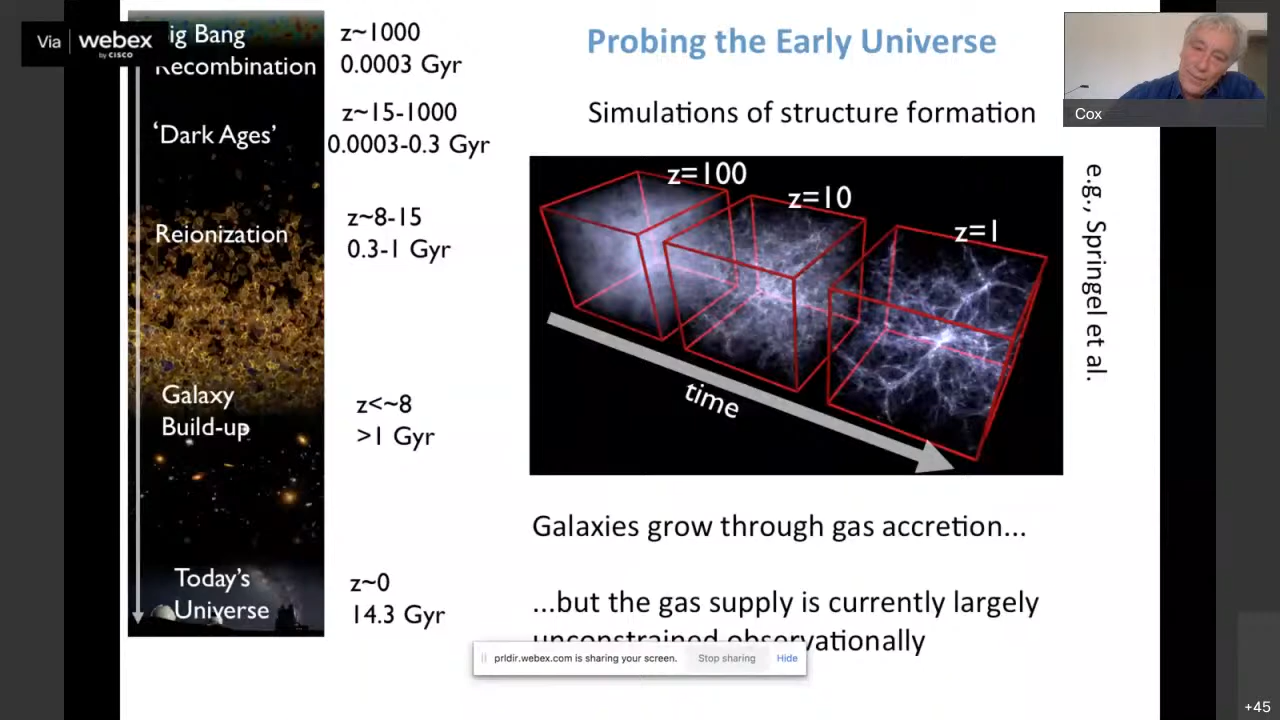 Via webex
by CISCO
ig Bang
Recombination
z~1000
0.0003 Gyr
'Dark Ages'
z~15-1000
0.0003-0.3 Gyr
Reionization
z~8-15
0.3-1 Gyr
Galaxy
Build-up
z<~8
>1 Gyr
Today's
Universe
z~0
14.3 Gyr
Probing the Early Universe
Simulations of structure formation
z=100
z=10
z=1
time
e.g., Springel et al.
Galaxies grow through gas accretion...
...but the gas supply is currently largely
unconstrained observationally
prldir.webex.com is sharing your screen.
Stop sharing
Hide
Cox
+45